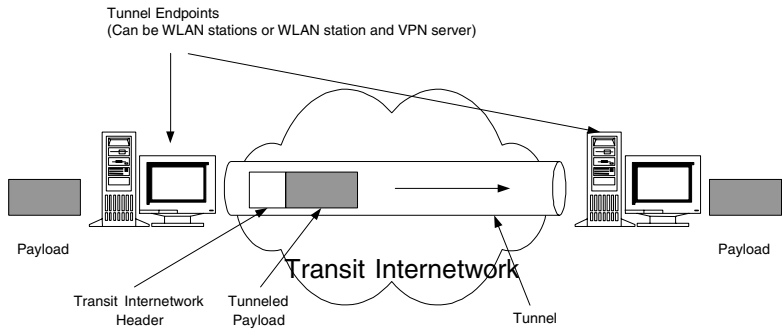 Tunnel Endpoints
(Can be WLAN stations or WLAN station and VPN server)
Payload
Payload
Transit Internetwork
Transit Internetwork
Header
Tunneled
Payload
Tunnel